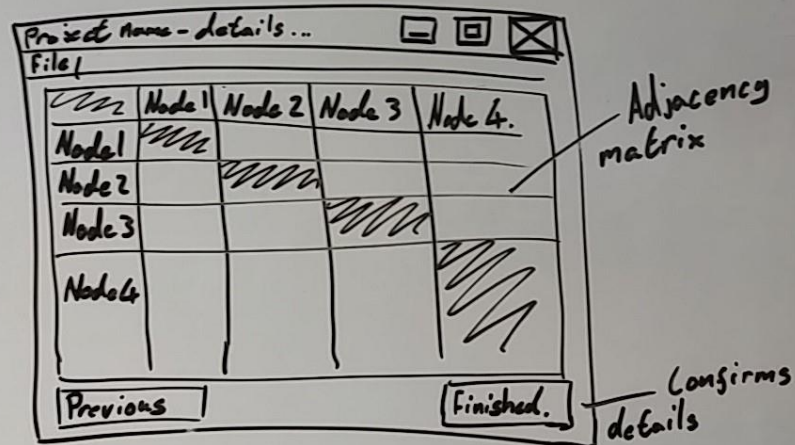 Project name - details...
File
Node 1 Node 2 Node 3 Node 4.
Node 1
Node 2
Node 3
Node 4
Adjacency
matrix
Previous Finished.
Confirms
details